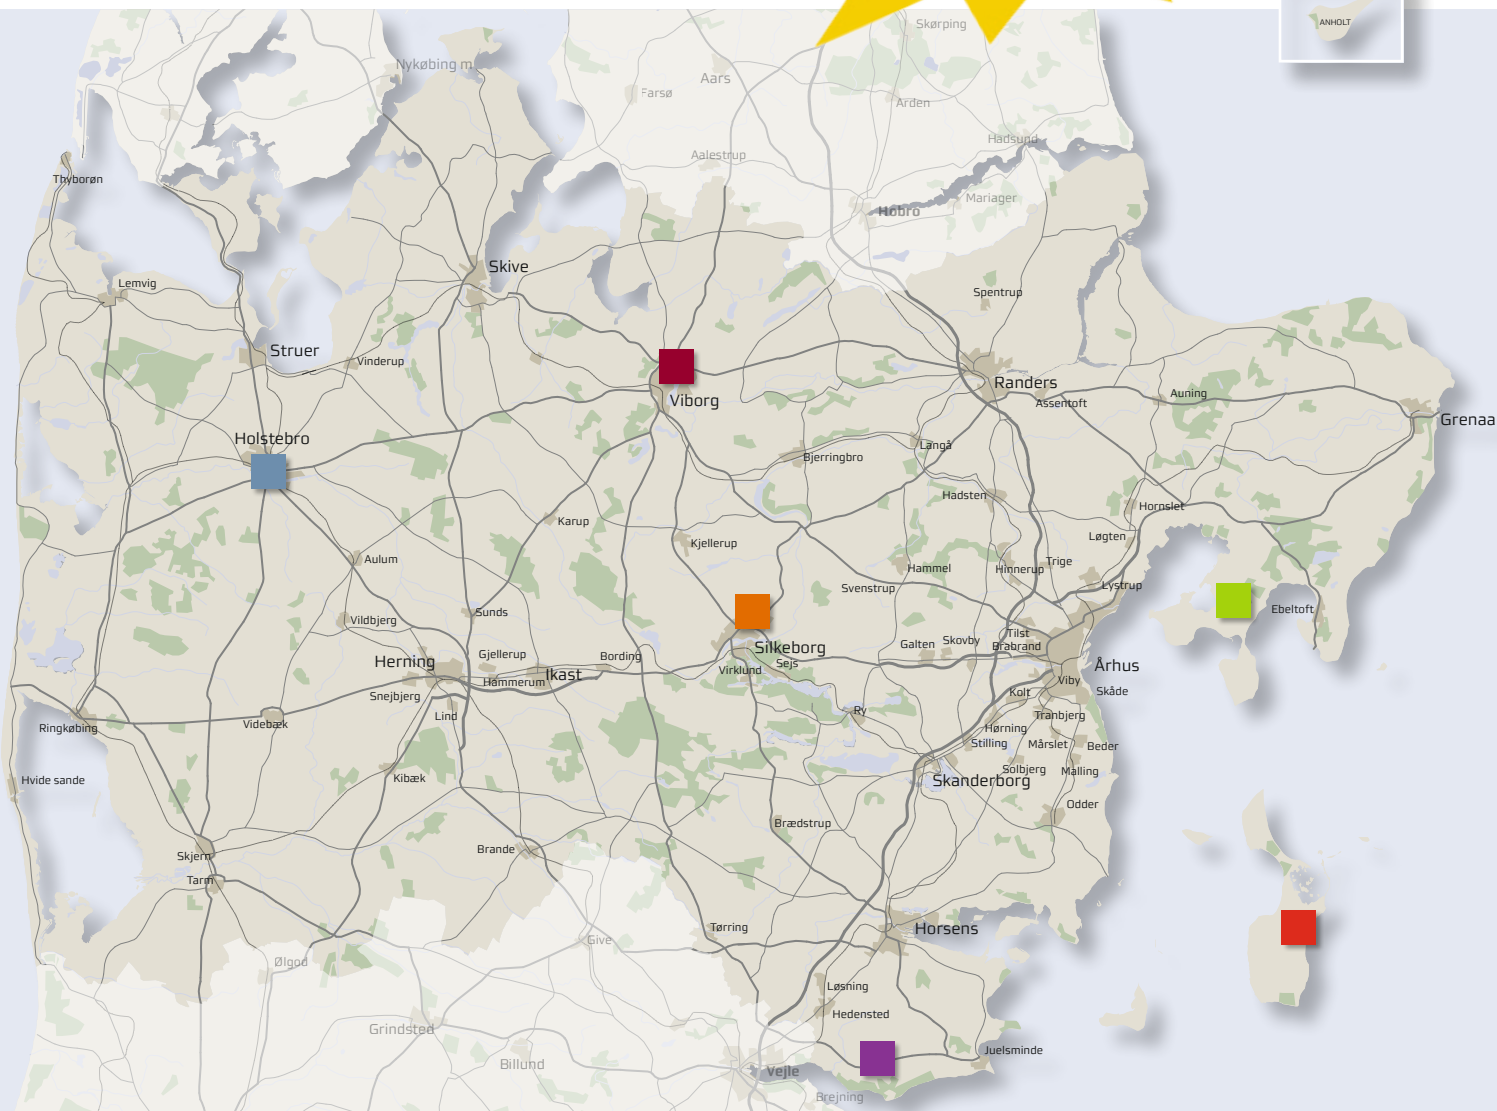 ANHOLT
Skørping
Nykøbing m
Aars
Farsø
Arden
Hadsund
Aalestrup
Thyborøn
Mariager
Hobro
Skive
Lemvig
Spentrup
Struer
Vinderup
Randers
Viborg
Assentoft
Auning
Grenaa
Holstebro
Langå
Bjerringbro
Hadsten
Hornslet
Karup
Løgten
Kjellerup
Aulum
Trige
Hammel
Hinnerup
Svenstrup
Lystrup
Ebeltoft
Sunds
Vildbjerg
Tilst
Skovby
Galten
Brabrand
Silkeborg
Gjellerup
Bording
Herning
Sejs
Århus
Virklund
Ikast
Hammerum
Viby
Skåde
Snejbjerg
Kolt
Ry
Lind
Tranbjerg
Videbæk
Ringkøbing
Hørning
Stilling
Mårslet
Beder
Solbjerg
Malling
Kibæk
Hvide sande
Skanderborg
Odder
Brædstrup
Brande
Skjern
Tarm
Tørring
Horsens
Give
Ølgod
Løsning
Hedensted
Grindsted
Juelsminde
Billund
Vejle
Brejning